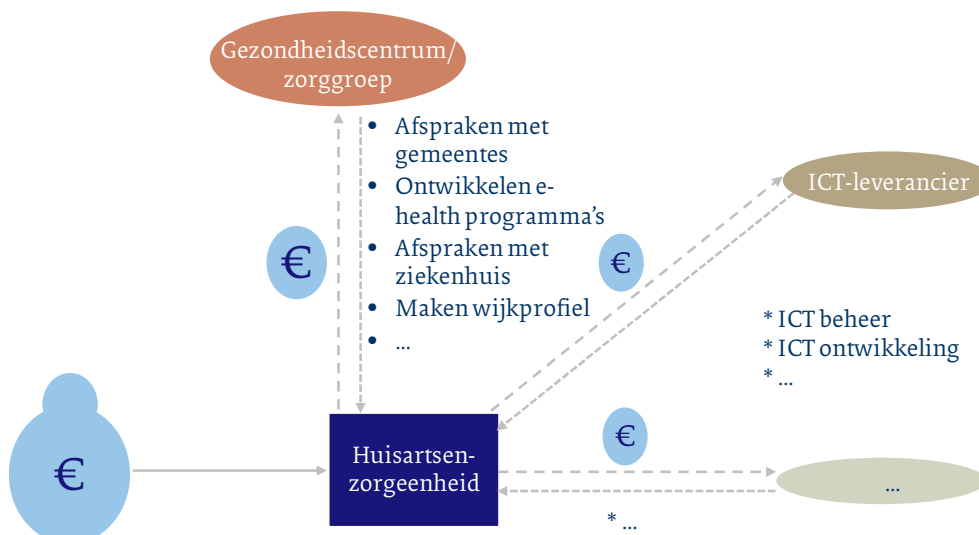 Gezondheidscentrum/
zorggroep
• Afspraken met
gemeentes
• Ontwikkelen e-
health programma's
• Afspraken met
ziekenhuis
• Maken wijkprofiel
• ...
€
€
ICT-leverancier
* ICT beheer
* ICT ontwikkeling
* ...
€
€
Huisartsen-
zorgeenheid
...
* ...